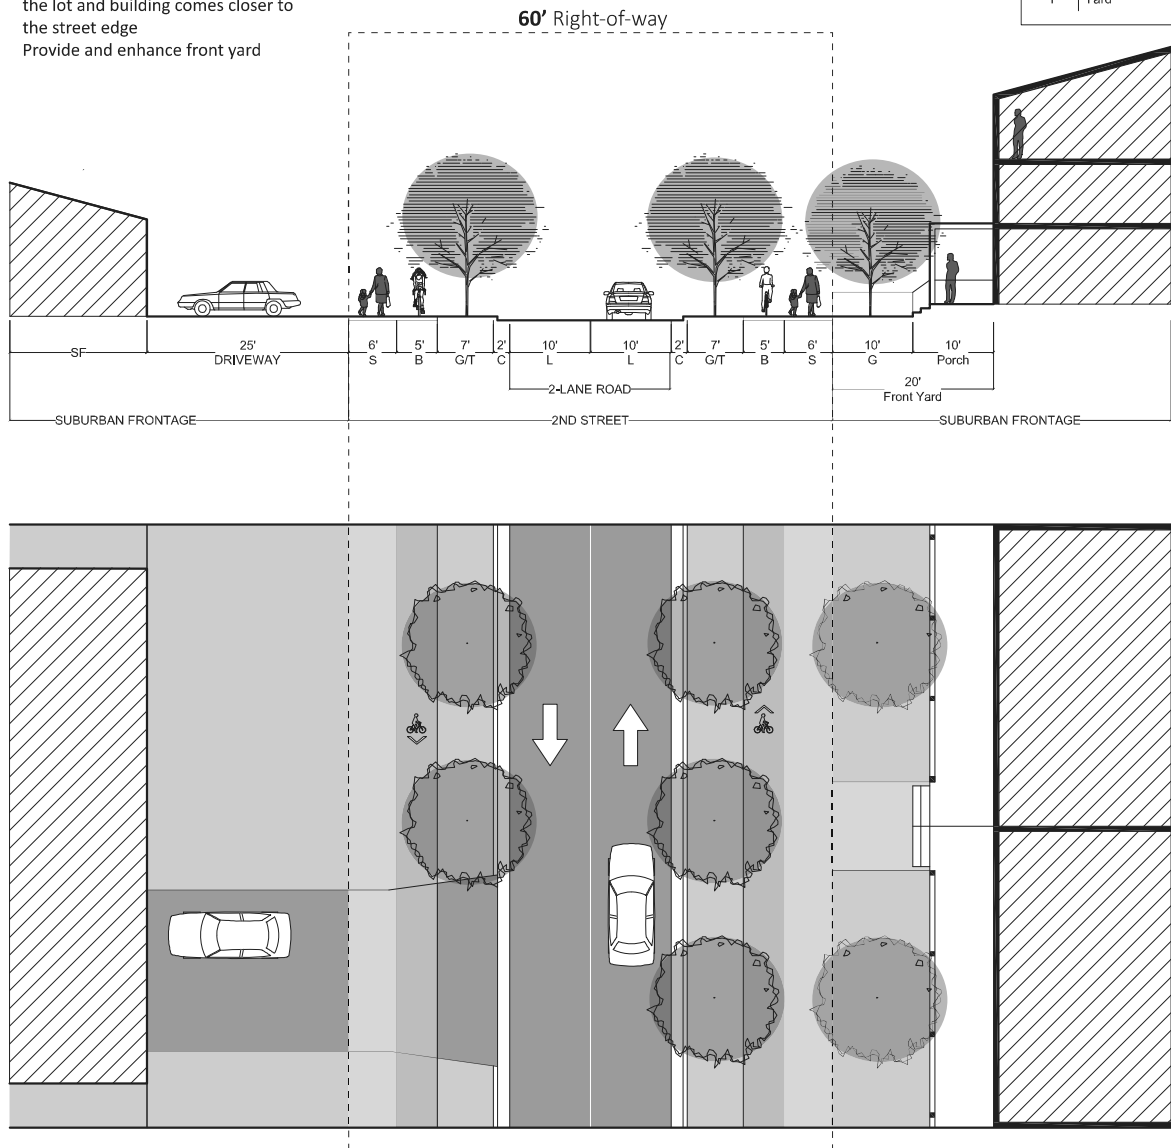 the lot and building comes closer to
the street edge
Provide and enhance front yard
60' Right-of-way
Yard
SF
25'
DRIVEWAY
6'
S
5'
B
7'
G/T
2'
C
10'
L
10'
L
2'
C
7'
G/T
5'
B
6'
S
10'
G
10'
Porch
2-LANE ROAD
20'
Front Yard
SUBURBAN FRONTAGE
2ND STREET
SUBURBAN FRONTAGE